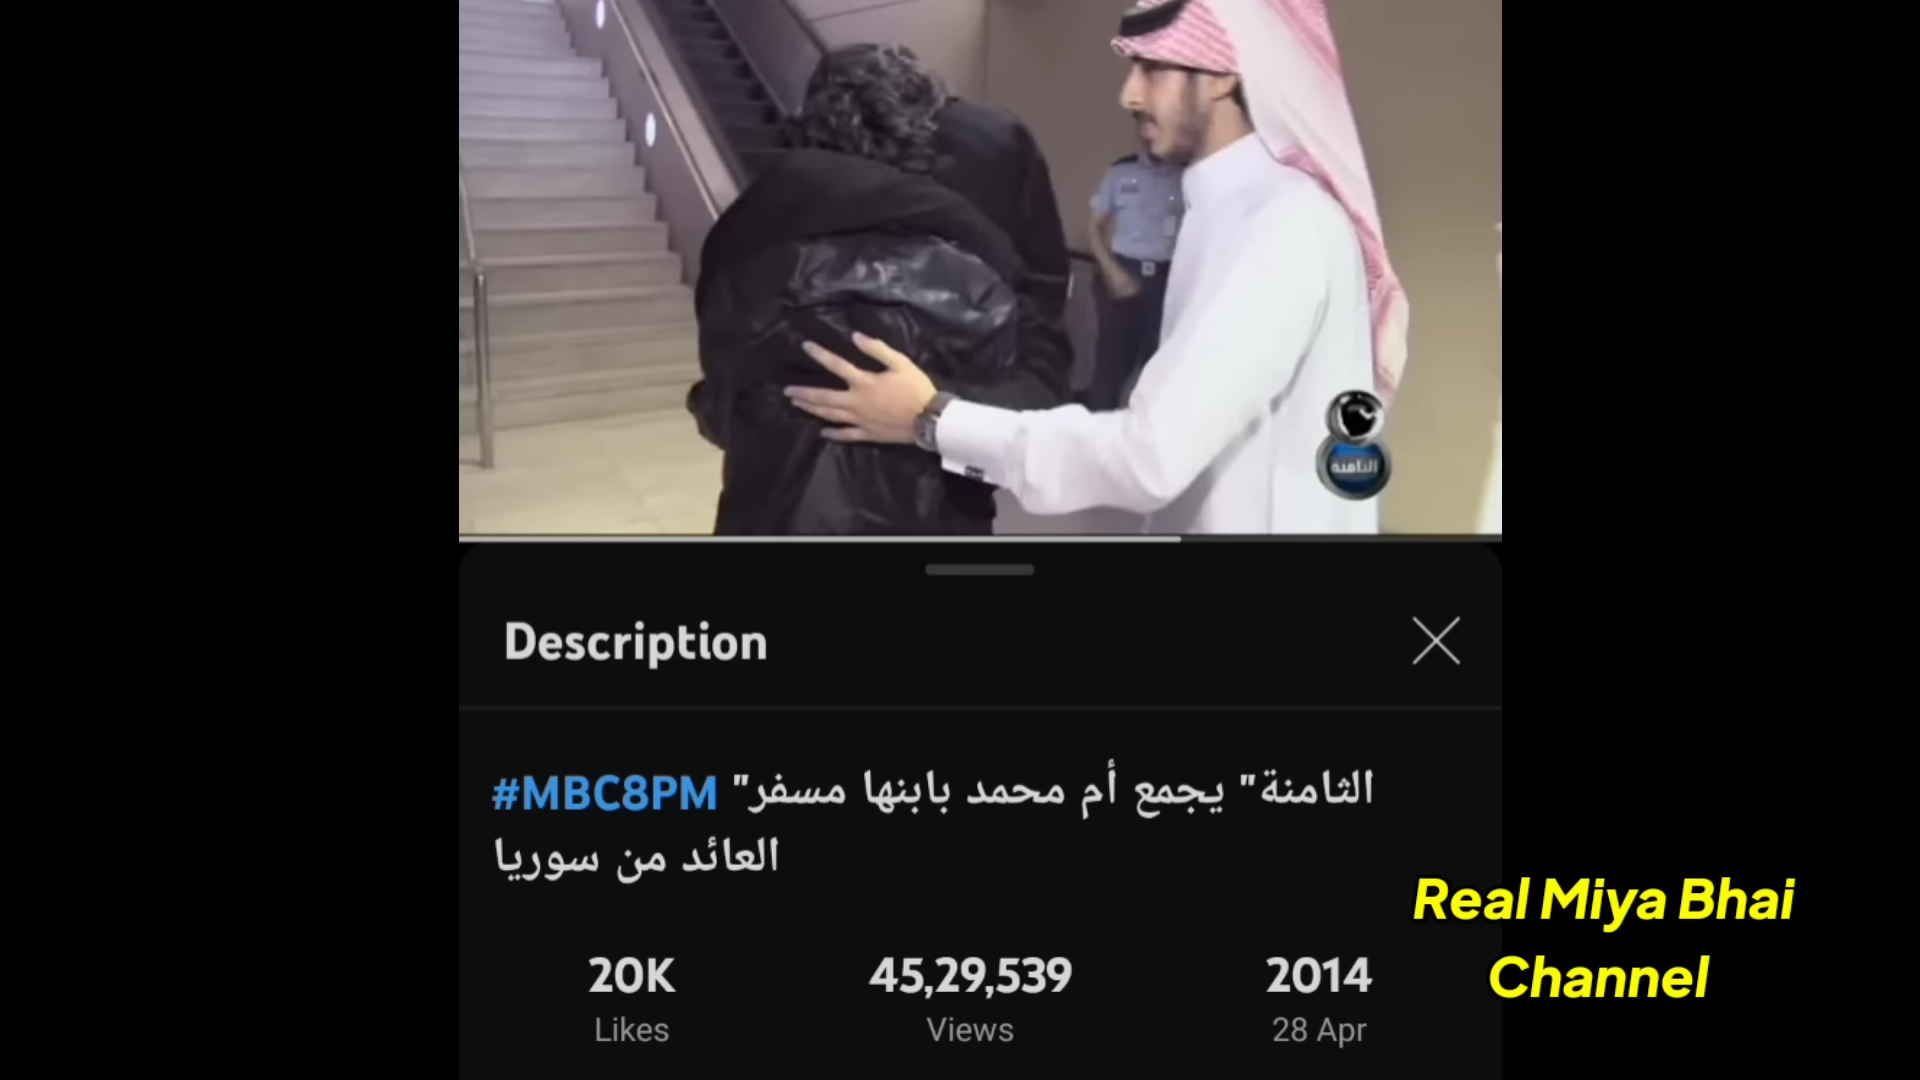 الثامنة
Description
#MBC8PM "الثامنة" يجمع أم محمد بابنها مسفر
العائد من سوريا
20K 45,29,539 2014
Likes Views 28 Apr
Real Miya Bhai
Channel